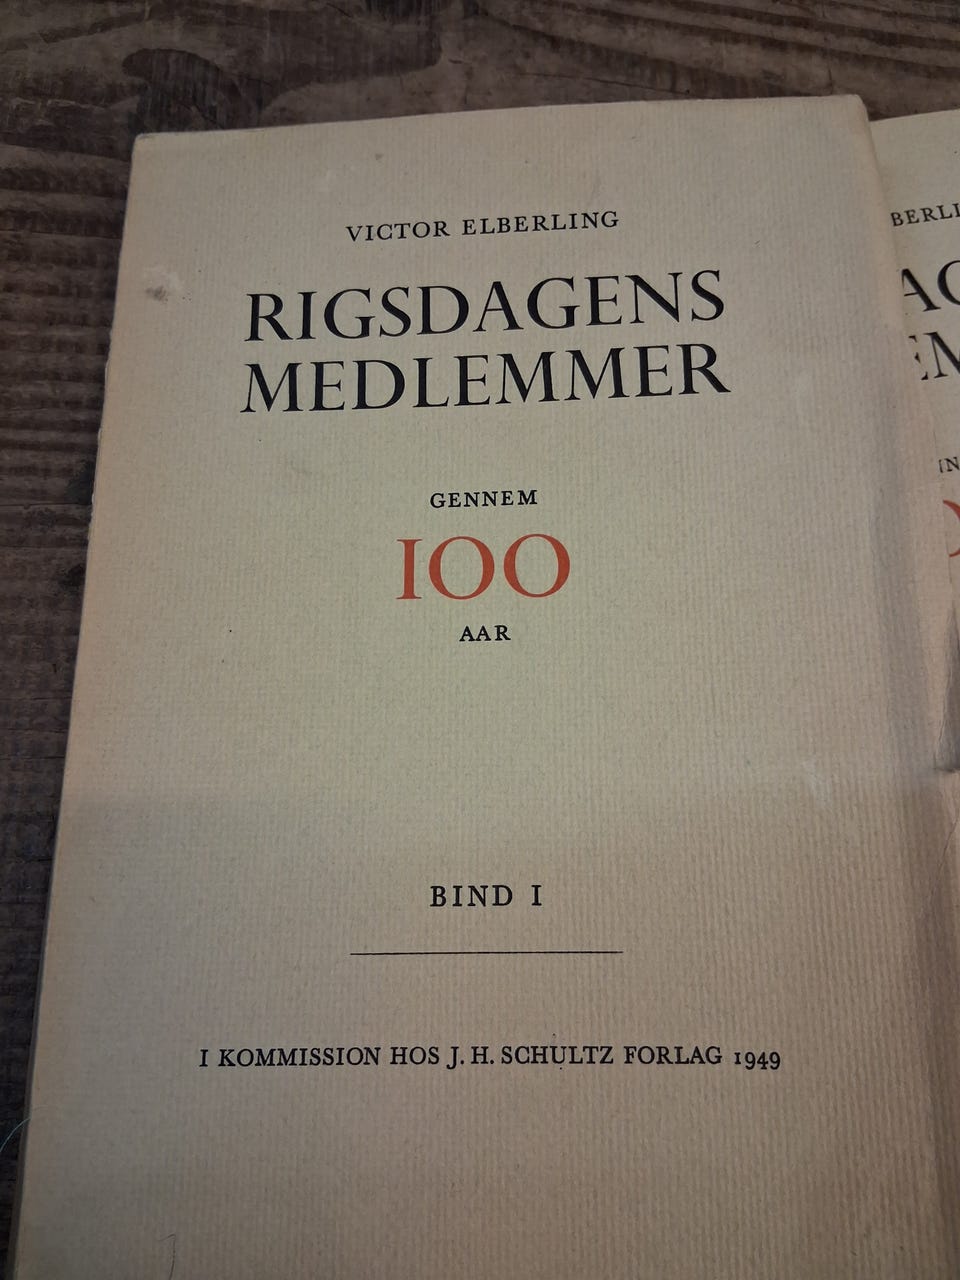 VICTOR ELBERLING
RIGSDAGENS
MEDLEMMER
GENNEM
100
AAR
BIND I
I KOMMISSION HOS J. H. SCHULTZ FORLAG 1949